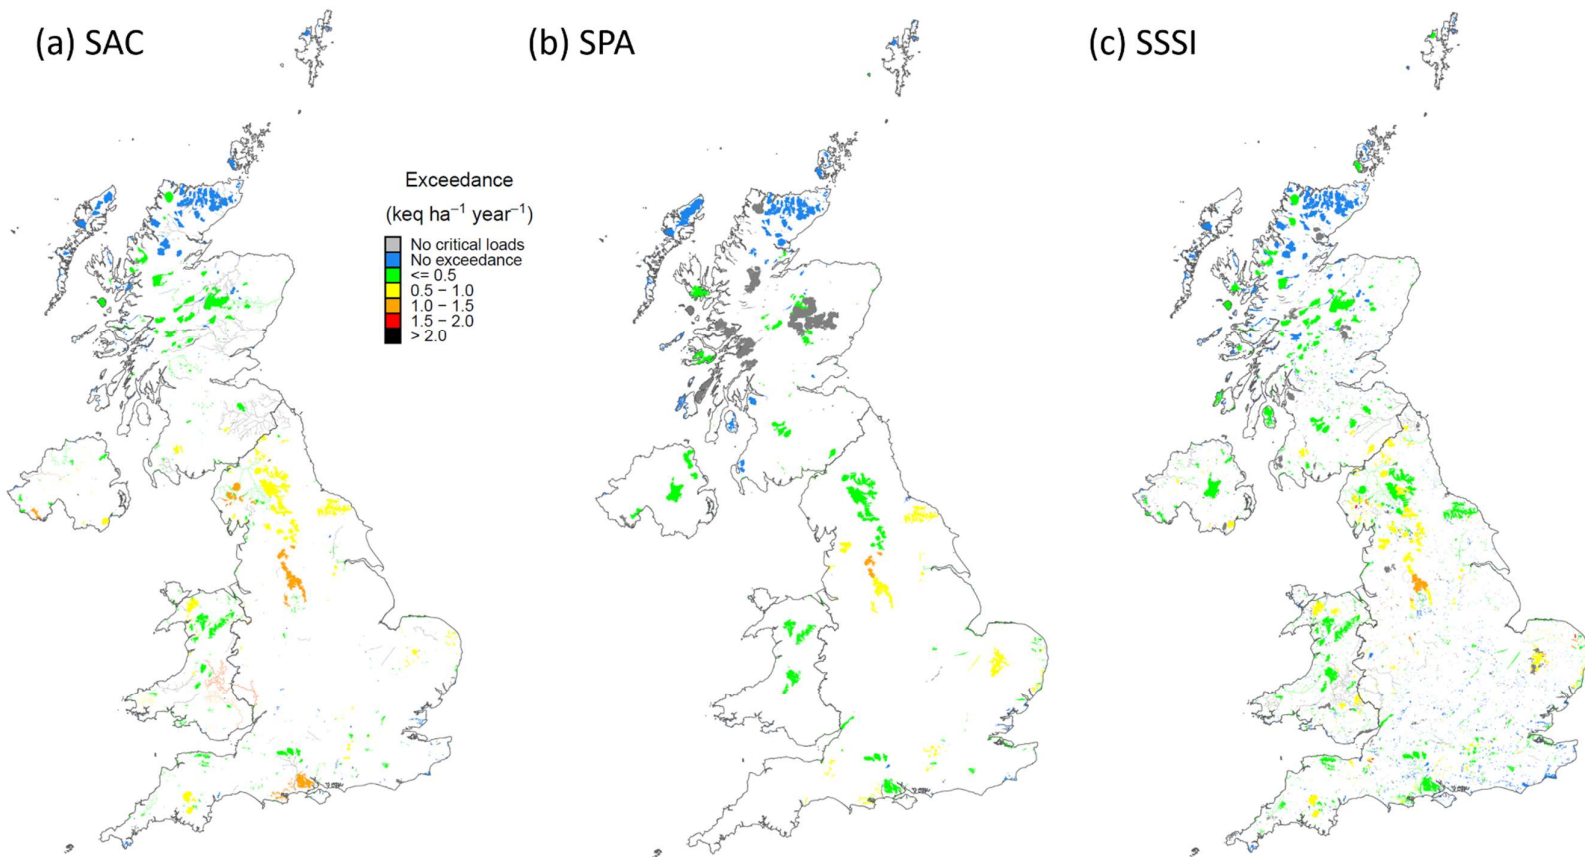 (a) SAC
(b) SPA
(c) SSSI
Exceedance
(keq ha⁻¹ year⁻¹)
No critical loads
No exceedance
<= 0.5
0.5 – 1.0
1.0 – 1.5
1.5 – 2.0
> 2.0